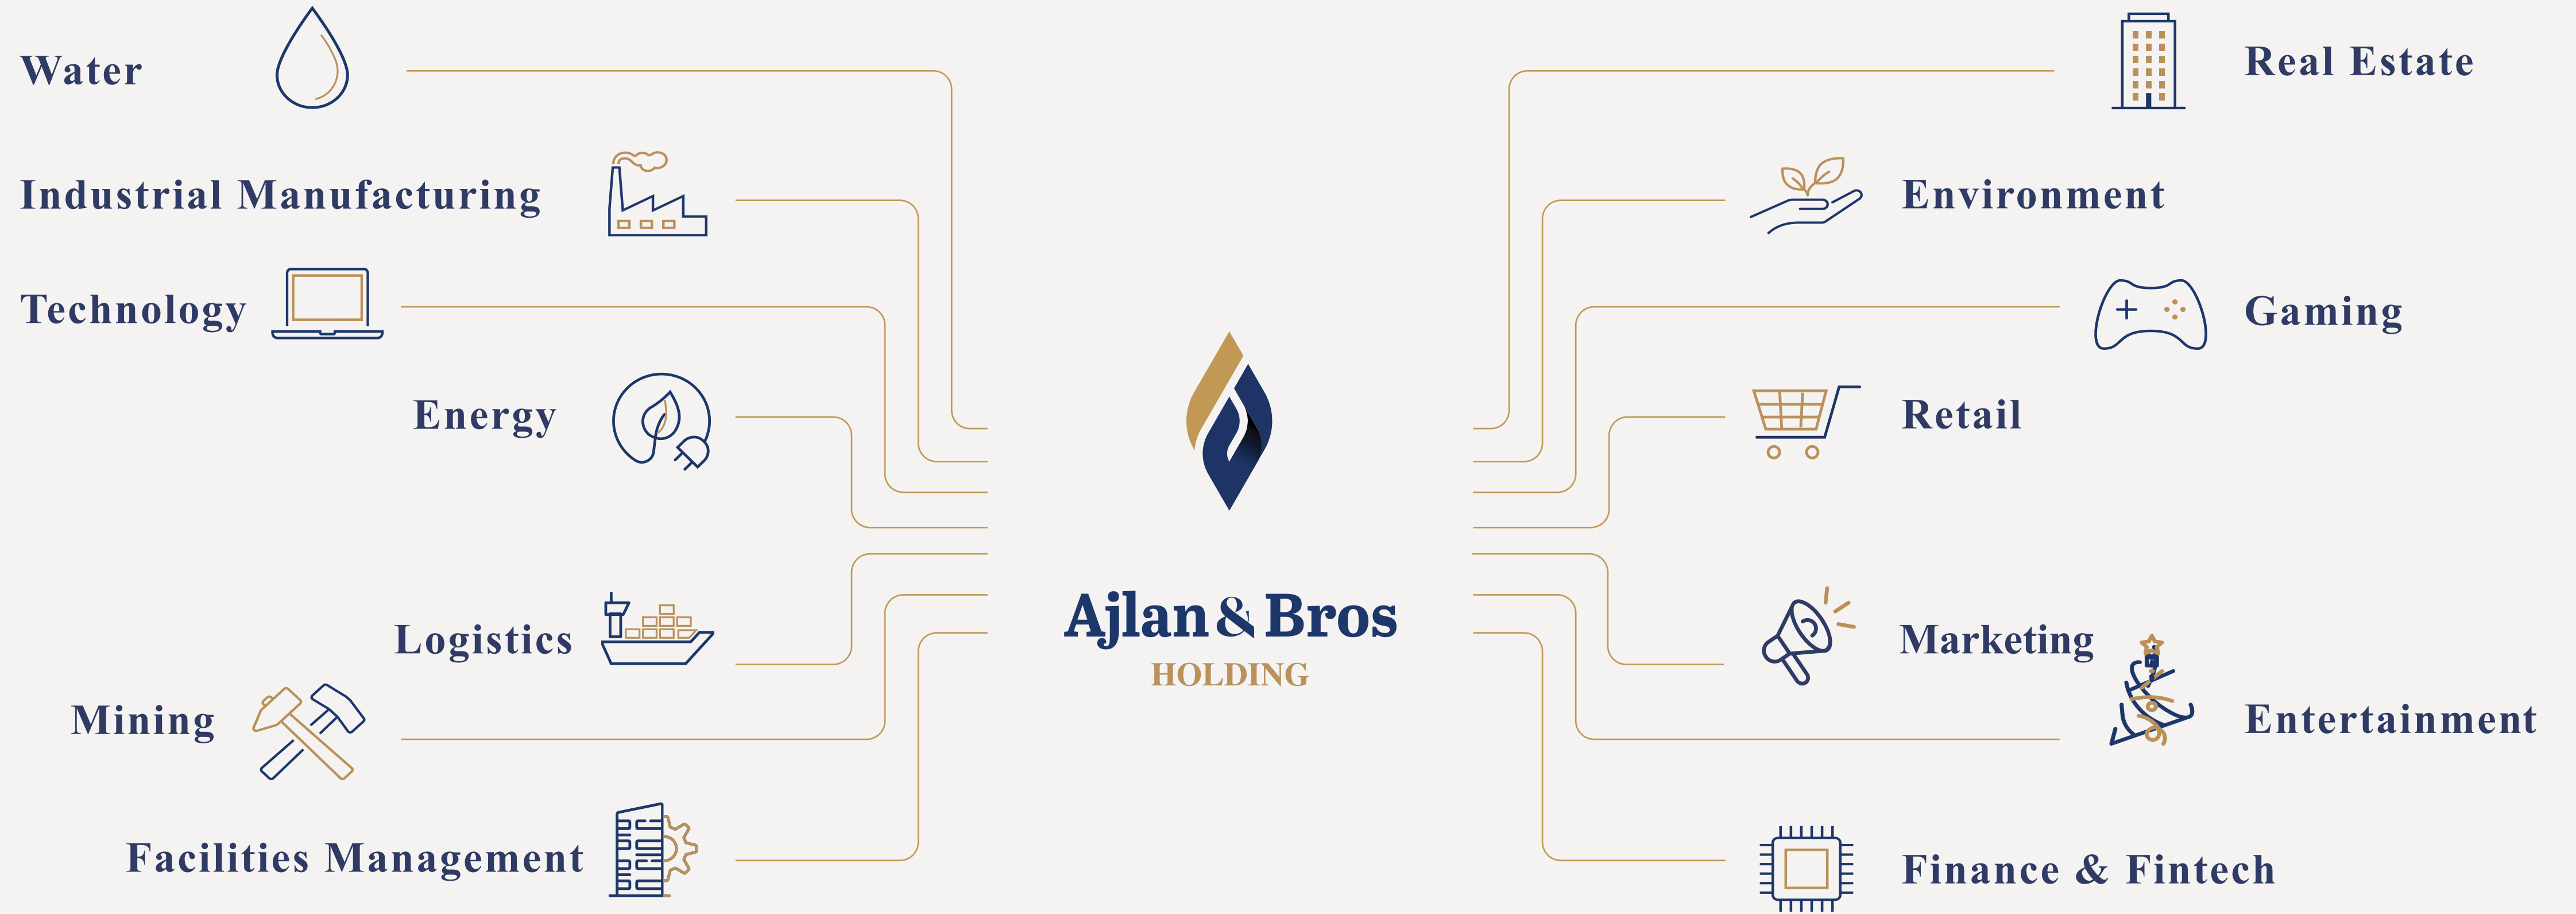 Water
Industrial Manufacturing
Technology
Energy
Logistics
Mining
Facilities Management
Ajlan & Bros
HOLDING
Real Estate
Environment
Gaming
Retail
Marketing
Entertainment
Finance & Fintech